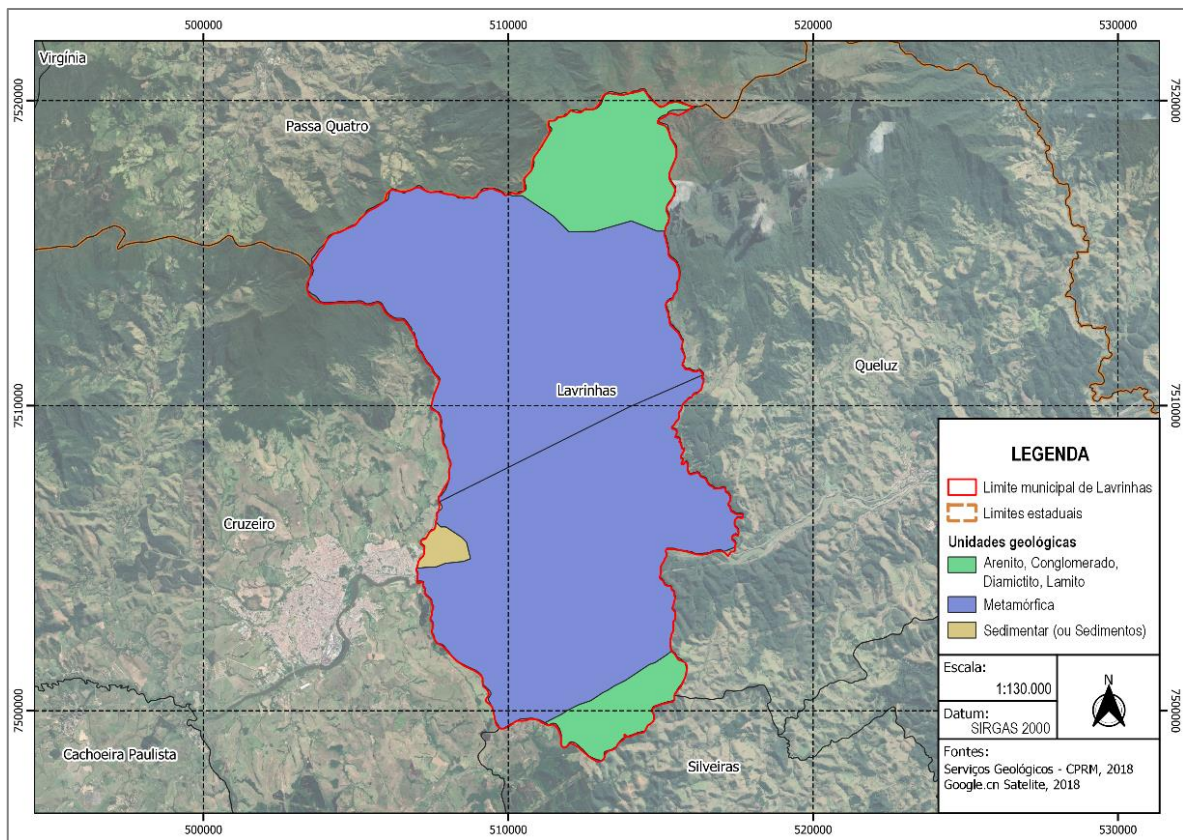 500000
510000
520000
530000
Virgínia
7520000
7520000
Passa Quatro
Queluz
Lavrinhas
7510000
7510000
LEGENDA
Limite municipal de Lavrinhas
Limites estaduais
Unidades geológicas
Arenito, Conglomerado,
Diamictito, Lamito
Metamórfica
Sedimentar (ou Sedimentos)
Cruzeiro
Escala:
1:130.000
N
Datum:
SIRGAS 2000
7500000
7500000
Cachoeira Paulista
Silveiras
Fontes:
Serviços Geológicos - CPRM, 2018
Google.cn Satelite, 2018
500000
510000
520000
530000